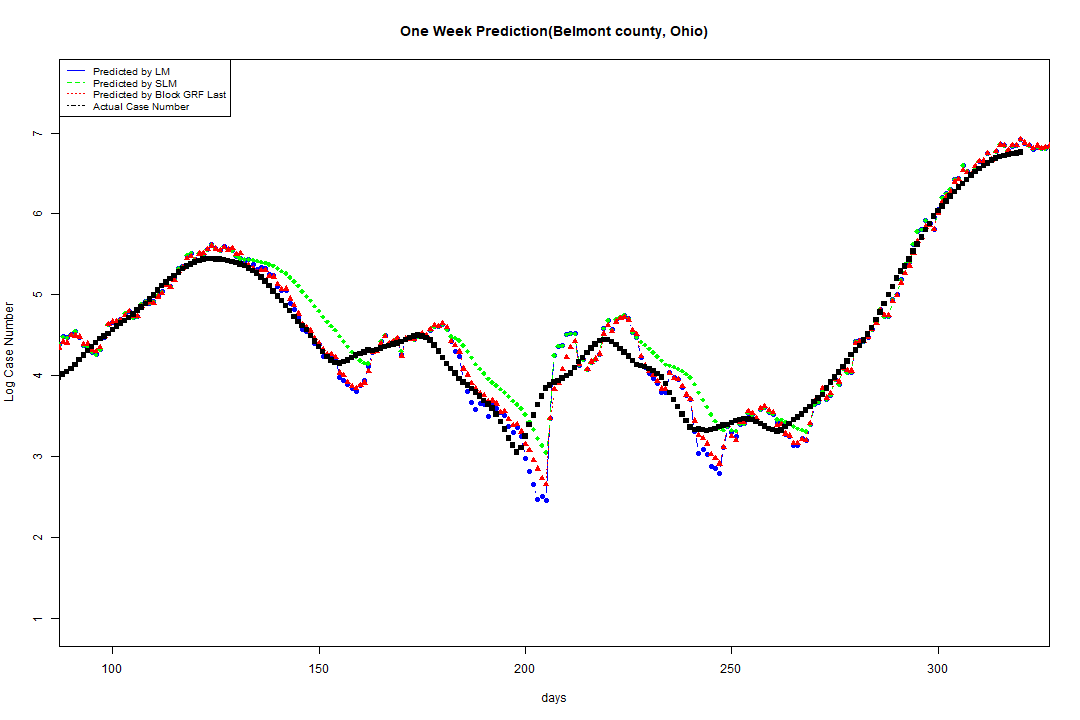 One Week Prediction(Belmont county, Ohio)
Predicted by LM
Predicted by SLM
Predicted by Block GRF Last
Actual Case Number
7
6
5
4
3
2
1
Log Case Number
100 150 200 250 300
days